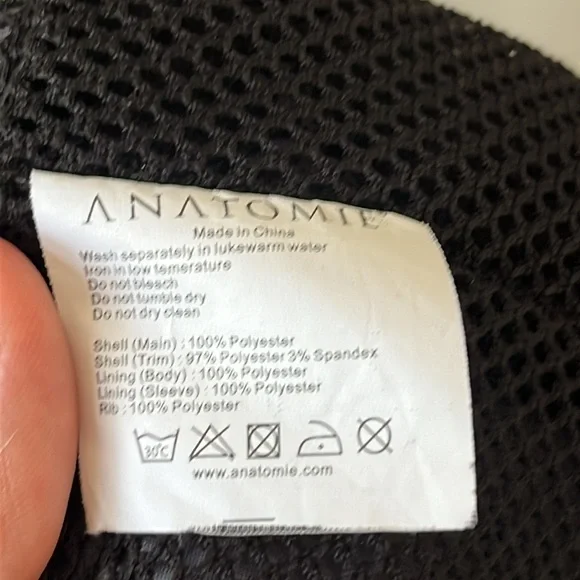 ANATOMIE
Made in China
Wash separately in lukewarm water
Iron in low temerature
Do not bleach
Do not tumble dry
Do not dry clean
Shell (Main) : 100% Polyester
Shell (Trim) : 97% Polyester 3% Spandex
Lining (Body) : 100% Polyester
Lining (Sleeve) : 100% Polyester
Rib : 100% Polyester
30°C
www.anatomie.com